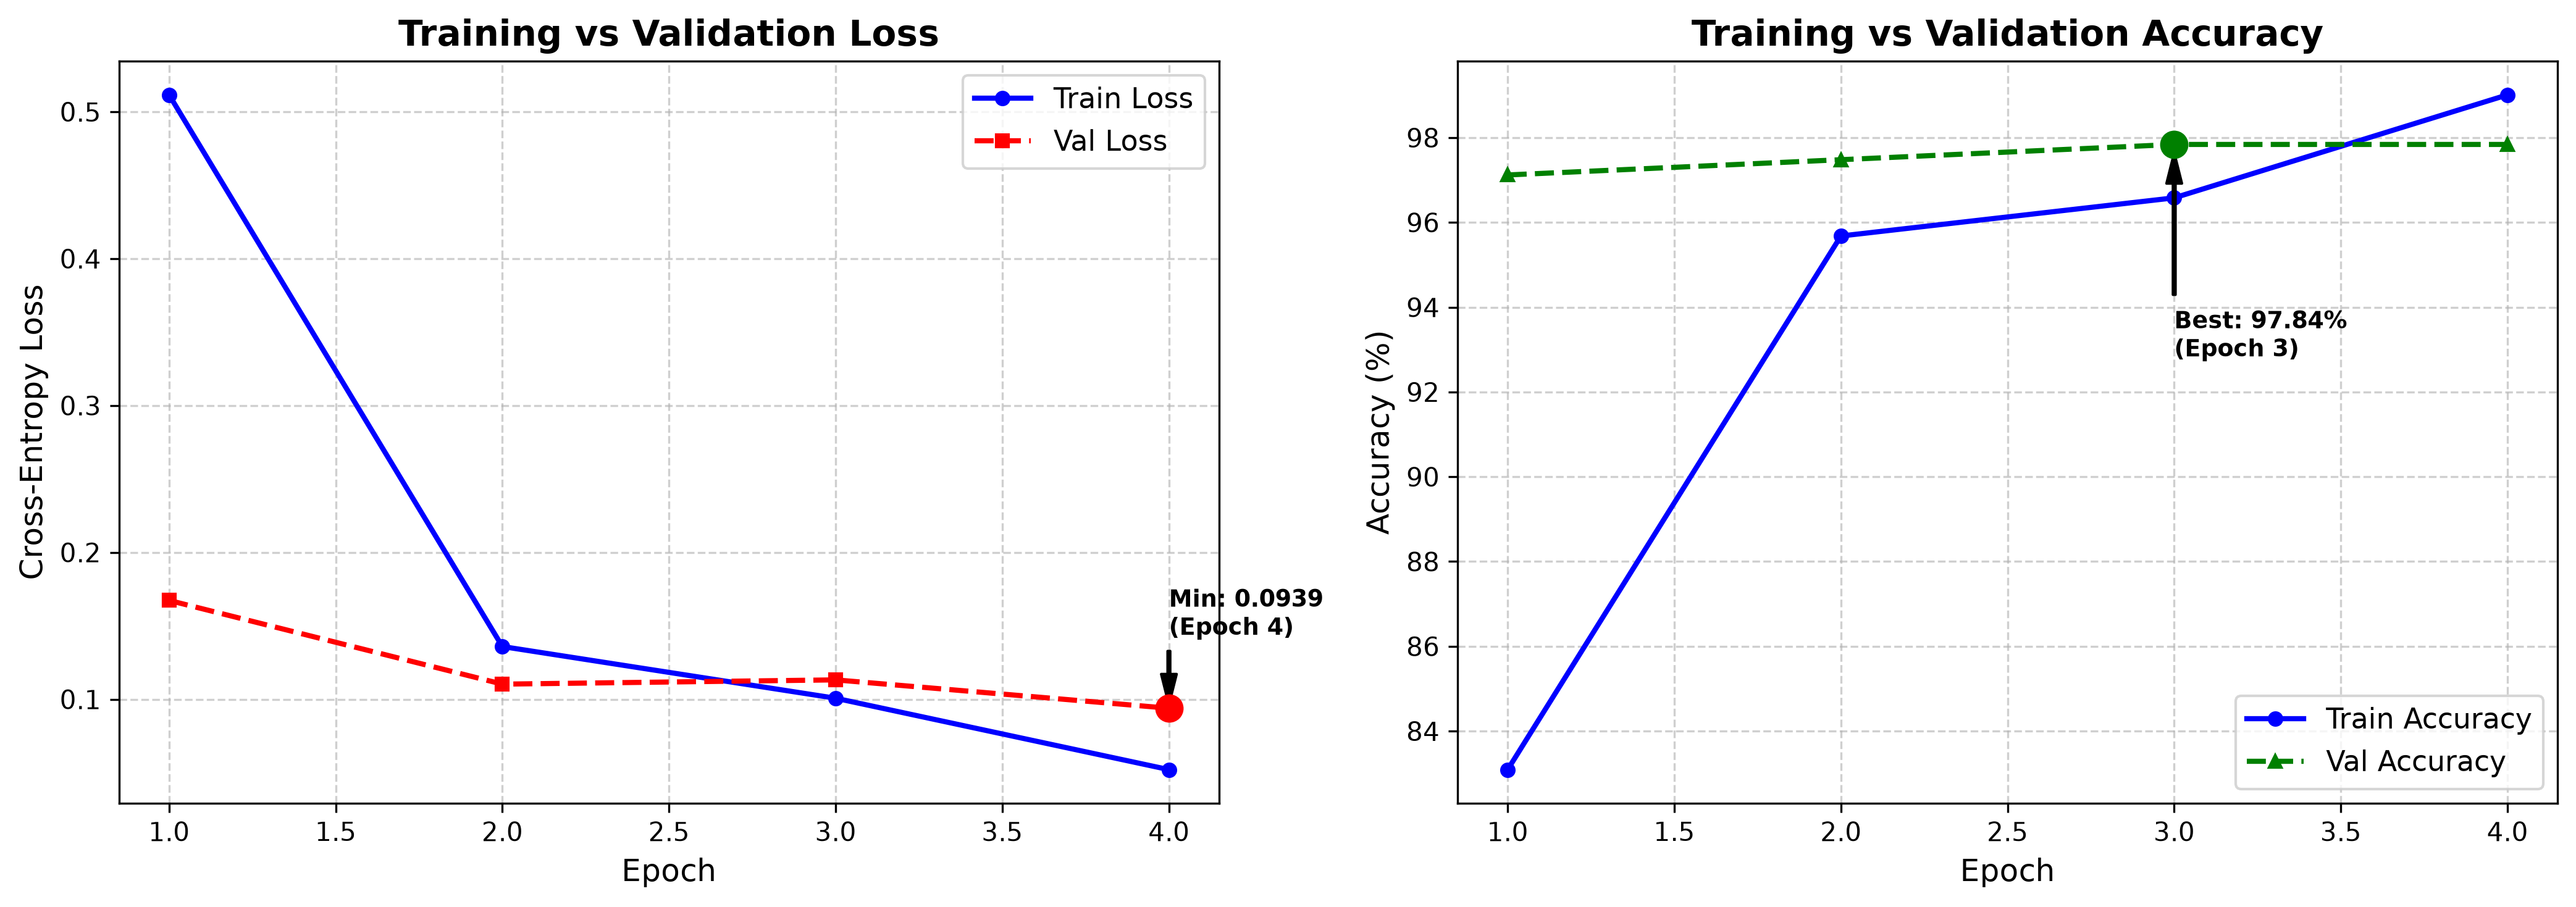 Training vs Validation Loss
Cross-Entropy Loss
0.5
0.4
0.3
0.2
0.1
Train Loss
Val Loss
Min: 0.0939
(Epoch 4)
1.0 1.5 2.0 2.5 3.0 3.5 4.0
Epoch
Training vs Validation Accuracy
Accuracy (%)
98
96
94
92
90
88
86
84
Best: 97.84%
(Epoch 3)
Train Accuracy
Val Accuracy
1.0 1.5 2.0 2.5 3.0 3.5 4.0
Epoch